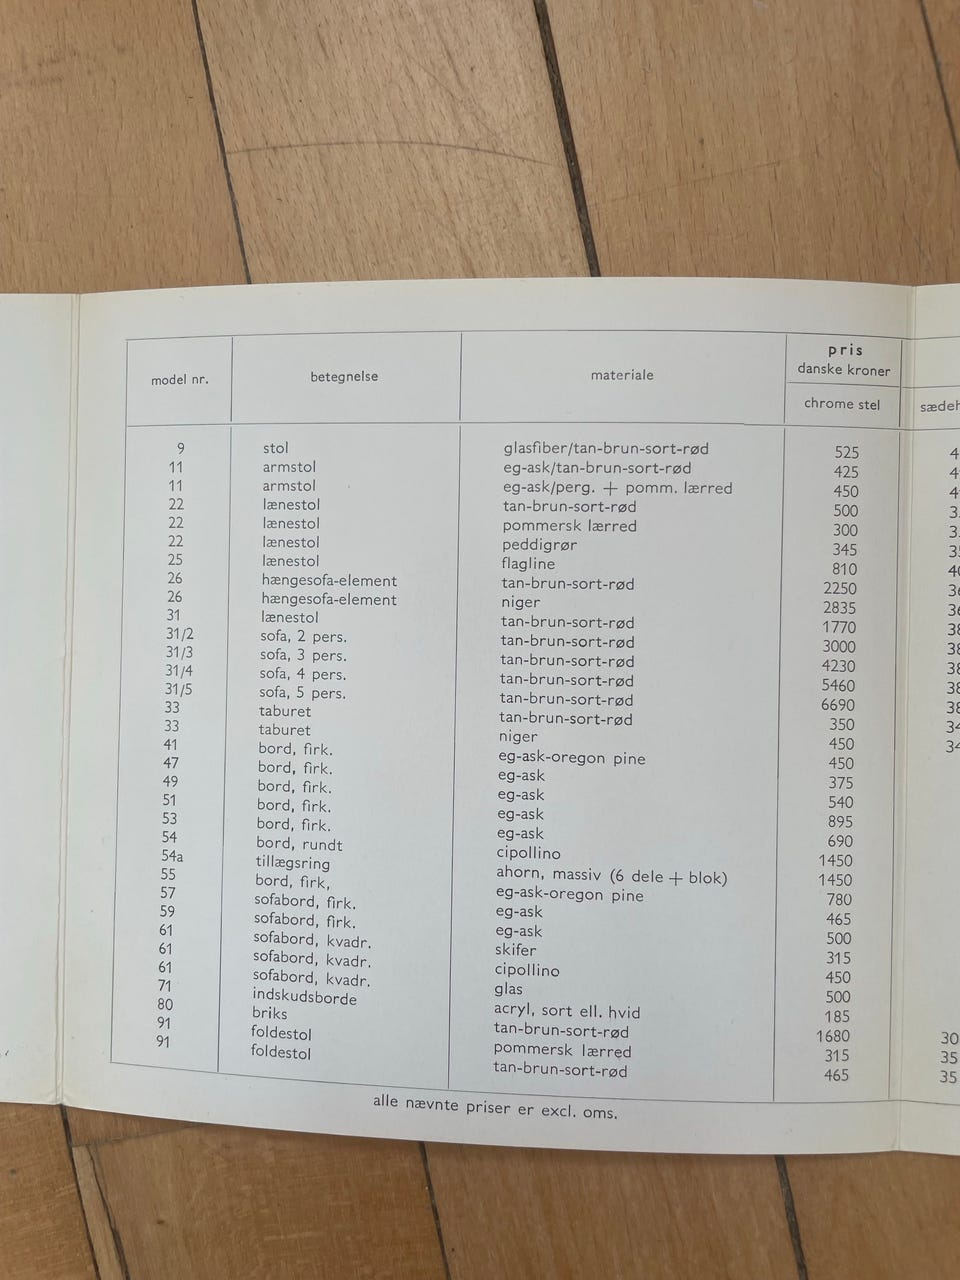 model nr. betegnelse materiale pris
danske kroner
chrome stel
9 stol glasfiber/tan-brun-sort-rød 525
11 armstol eg-ask/tan-brun-sort-rød 425
11 armstol eg-ask/perg. + pomm. lærred 450
22 lænestol tan-brun-sort-rød 500
22 lænestol pommersk lærred 300
22 lænestol peddigrør 345
25 lænestol flagline 810
26 hængesofa-element tan-brun-sort-rød 2250
26 hængesofa-element niger 2835
31 lænestol tan-brun-sort-rød 1770
31/2 sofa, 2 pers. tan-brun-sort-rød 3000
31/3 sofa, 3 pers. tan-brun-sort-rød 4230
31/4 sofa, 4 pers. tan-brun-sort-rød 5460
31/5 sofa, 5 pers. tan-brun-sort-rød 6690
33 taburet tan-brun-sort-rød 350
33 taburet niger 450
41 bord, firk. eg-ask-oregon pine 450
47 bord, firk. eg-ask 375
49 bord, firk. eg-ask 540
51 bord, firk. eg-ask 895
53 bord, firk. eg-ask 690
54 bord, rundt cipollino 1450
54a tillægsring ahorn, massiv (6 dele + blok) 1450
55 bord, firk, eg-ask-oregon pine 780
57 sofabord, firk. eg-ask 465
59 sofabord, firk. eg-ask 500
61 sofabord, kvadr. skifer 315
61 sofabord, kvadr. cipollino 450
61 sofabord, kvadr. glas 500
71 indskudsborde acryl, sort ell. hvid 185
80 briks tan-brun-sort-rød 1680 30
91 foldestol pommersk lærred 315 35
91 foldestol tan-brun-sort-rød 465 35
alle nævnte priser er excl. oms.